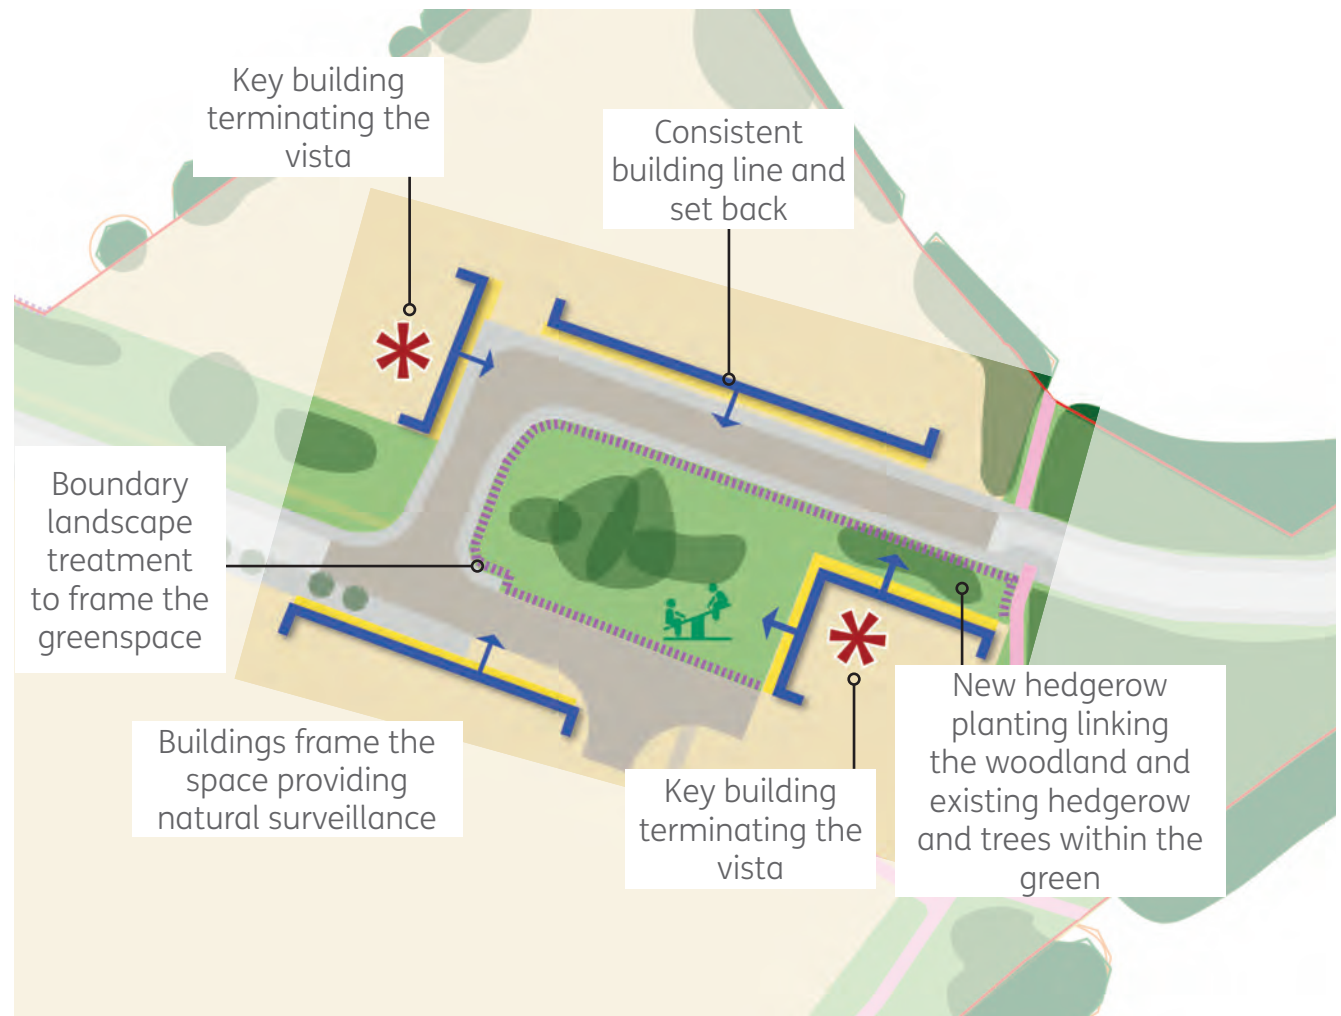 Key building
terminating the
vista
Consistent
building line and
set back
Boundary
landscape
treatment
to frame the
greenspace
Buildings frame the
space providing
natural surveillance
Key building
terminating the
vista
New hedgerow
planting linking
the woodland and
existing hedgerow
and trees within the
green